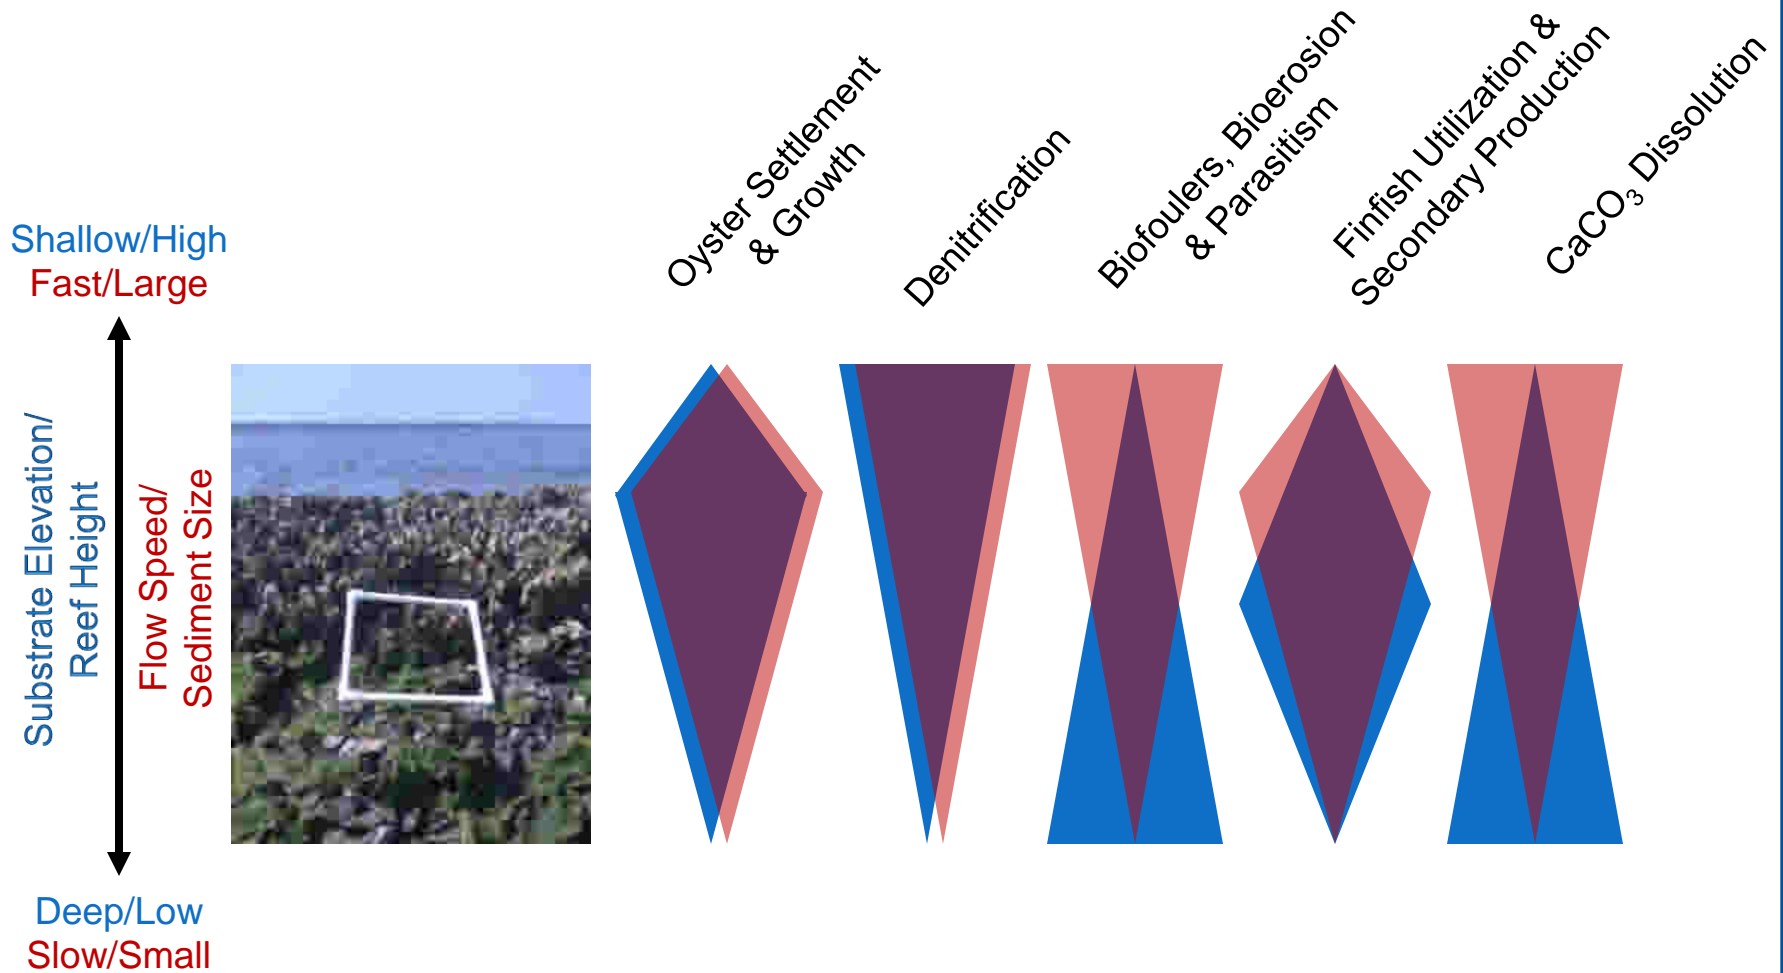 Oyster Settlement
& Growth
Denitrification
Biofoulers, Bioerosion
& Parasitism
Finfish Utilization &
Secondary Production
CaCO₃ Dissolution
Shallow/High
Fast/Large
Substrate Elevation/
Reef Height
Flow Speed/
Sediment Size
Deep/Low
Slow/Small